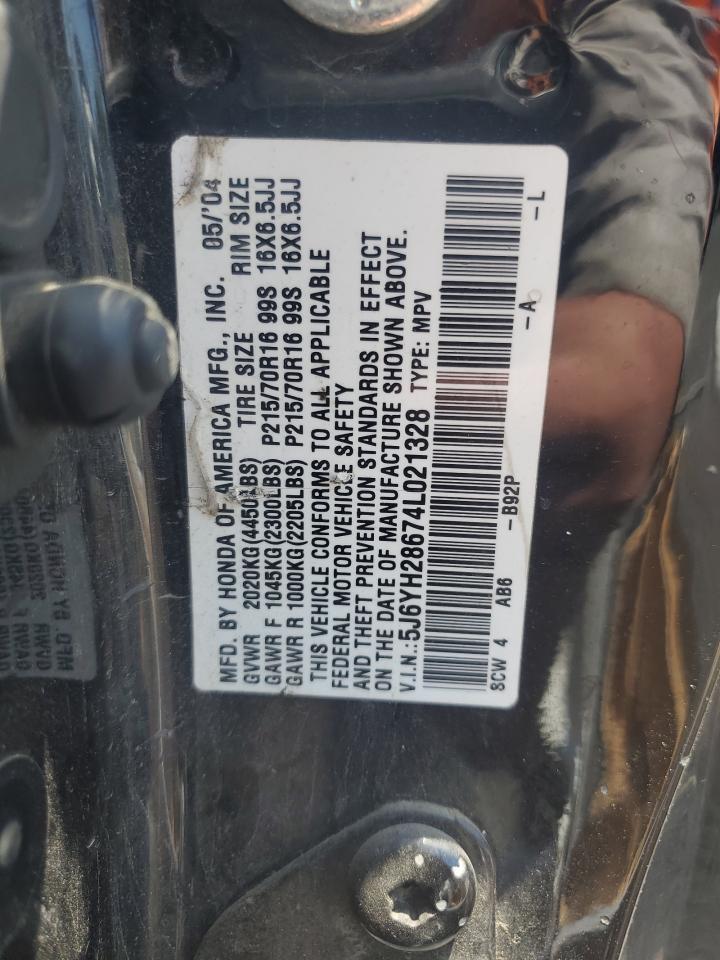 MFD. BY HONDA OF AMERICA MFG., INC. 05/'04
GVWR 2020KG(4450LBS) TIRE SIZE RIM SIZE
GAWR F 1045KG(2300LBS) P215/70R16 99S 16X6.5JJ
GAWR R 1000KG(2205LBS) P215/70R16 99S 16X6.5JJ
THIS VEHICLE CONFORMS TO ALL APPLICABLE
FEDERAL MOTOR VEHICLE SAFETY
AND THEFT PREVENTION STANDARDS IN EFFECT
ON THE DATE OF MANUFACTURE SHOWN ABOVE.
V.I.N.:5J6YH28674L021328 TYPE: MPV
8CW 4 AB6 -B92P -A -L